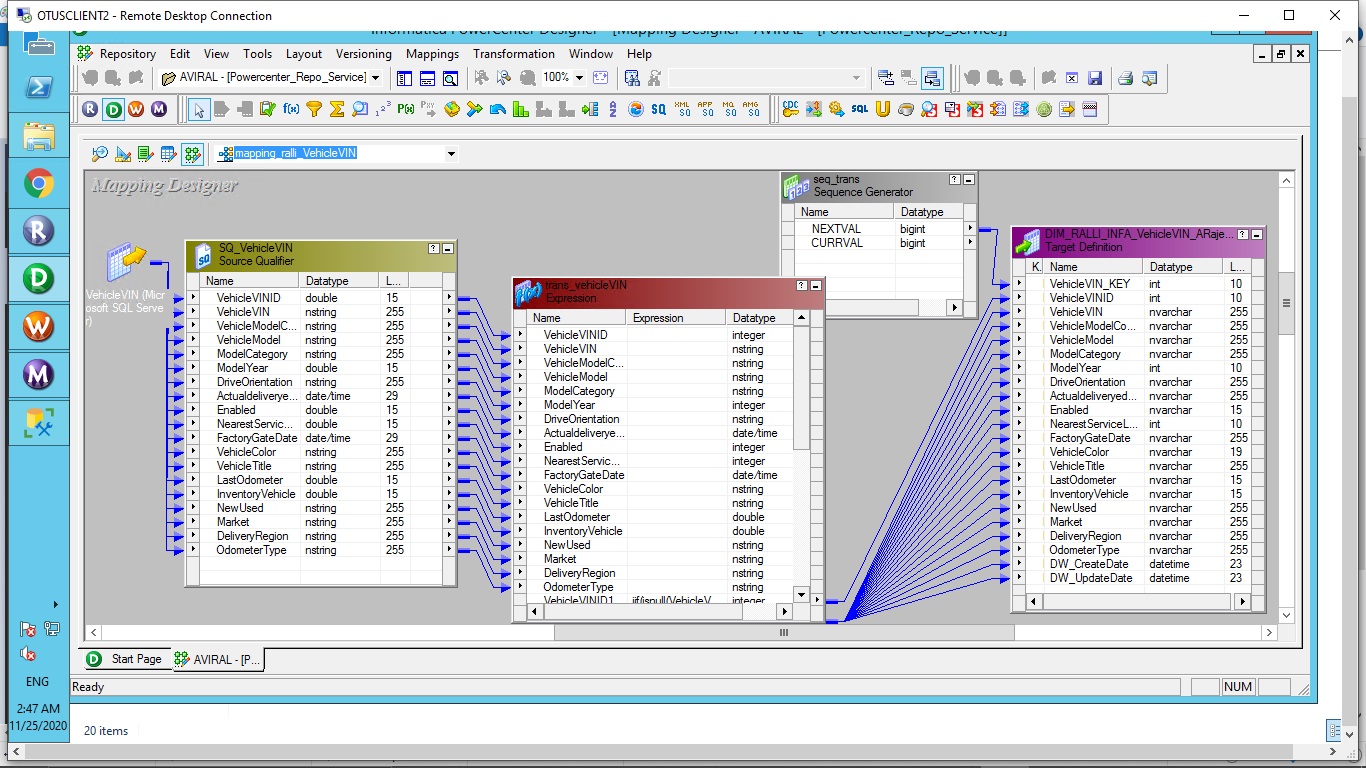 OTUSCLIENT2 - Remote Desktop Connection
Informatica PowerCenter Designer - [Mapping Designer - AVIRAL - [Powercenter_Repo_Service]]
Repository Edit View Tools Layout Versioning Mappings Transformation Window Help
AVIRAL - [Powercenter_Repo_Service] 100%
mapping_ralli_VehicleVIN
Mapping Designer
VehicleVIN (Micr
osoft SQL Serve
r)
SQ_VehicleVIN
Source Qualifier
Name Datatype L...
VehicleVINID double 15
VehicleVIN nstring 255
VehicleModelC... nstring 255
VehicleModel nstring 255
ModelCategory nstring 255
ModelYear double 15
DriveOrientation nstring 255
Actualdeliverye... date/time 29
Enabled double 15
NearestServic... double 15
FactoryGateDate date/time 29
VehicleColor nstring 255
VehicleTitle nstring 255
LastOdometer double 15
InventoryVehicle double 15
NewUsed nstring 255
Market nstring 255
DeliveryRegion nstring 255
OdometerType nstring 255
trans_vehicleVIN
Expression
Name Expression Datatype
VehicleVINID integer
VehicleVIN nstring
VehicleModelC... nstring
VehicleModel nstring
ModelCategory nstring
ModelYear integer
DriveOrientation nstring
Actualdeliverye... date/time
Enabled integer
NearestServic... integer
FactoryGateDate date/time
VehicleColor nstring
VehicleTitle nstring
LastOdometer double
InventoryVehicle double
NewUsed nstring
Market nstring
DeliveryRegion nstring
OdometerType nstring
VehicleVINID1 iif(isnull(VehicleV... integer
seq_trans
Sequence Generator
Name Datatype
NEXTVAL bigint
CURRVAL bigint
DIM_RALLI_INFA_VehicleVIN_ARaje...
Target Definition
K. Name Datatype L...
VehicleVIN_KEY int 10
VehicleVINID int 10
VehicleVIN nvarchar 255
VehicleModelCo... nvarchar 255
VehicleModel nvarchar 255
ModelCategory nvarchar 255
ModelYear int 10
DriveOrientation nvarchar 255
Actualdeliveryed... nvarchar 255
Enabled nvarchar 15
NearestServiceL... int 10
FactoryGateDate nvarchar 255
VehicleColor nvarchar 19
VehicleTitle nvarchar 255
LastOdometer nvarchar 15
InventoryVehicle nvarchar 15
NewUsed nvarchar 255
Market nvarchar 255
DeliveryRegion nvarchar 255
OdometerType nvarchar 255
DW_CreateDate datetime 23
DW_UpdateDate datetime 23
Start Page AVIRAL - [P...
Ready NUM
ENG
2:47 AM
11/25/2020
20 items